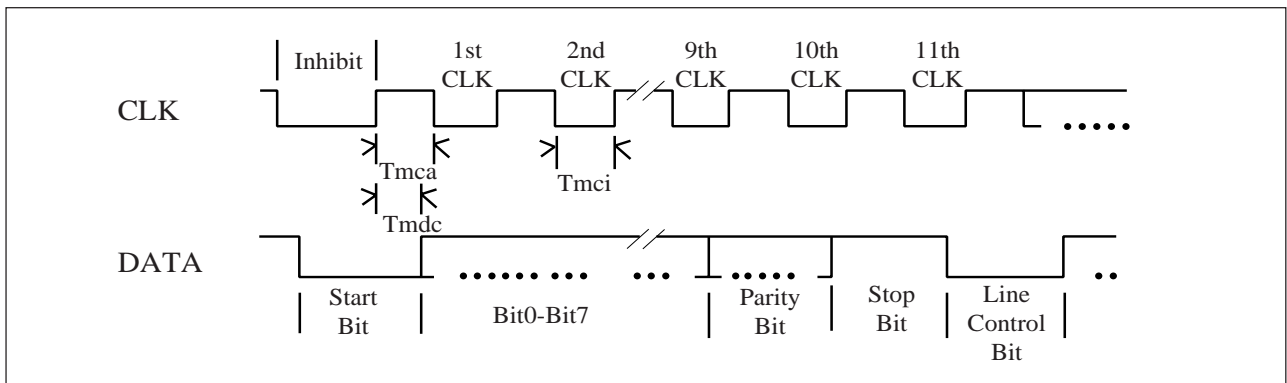 Inhibit
1st
CLK
2nd
CLK
9th
CLK
10th
CLK
11th
CLK
CLK
Tmca
Tmci
Tmdc
DATA
Start
Bit
Bit0-Bit7
Parity
Bit
Stop
Bit
Line
Control
Bit